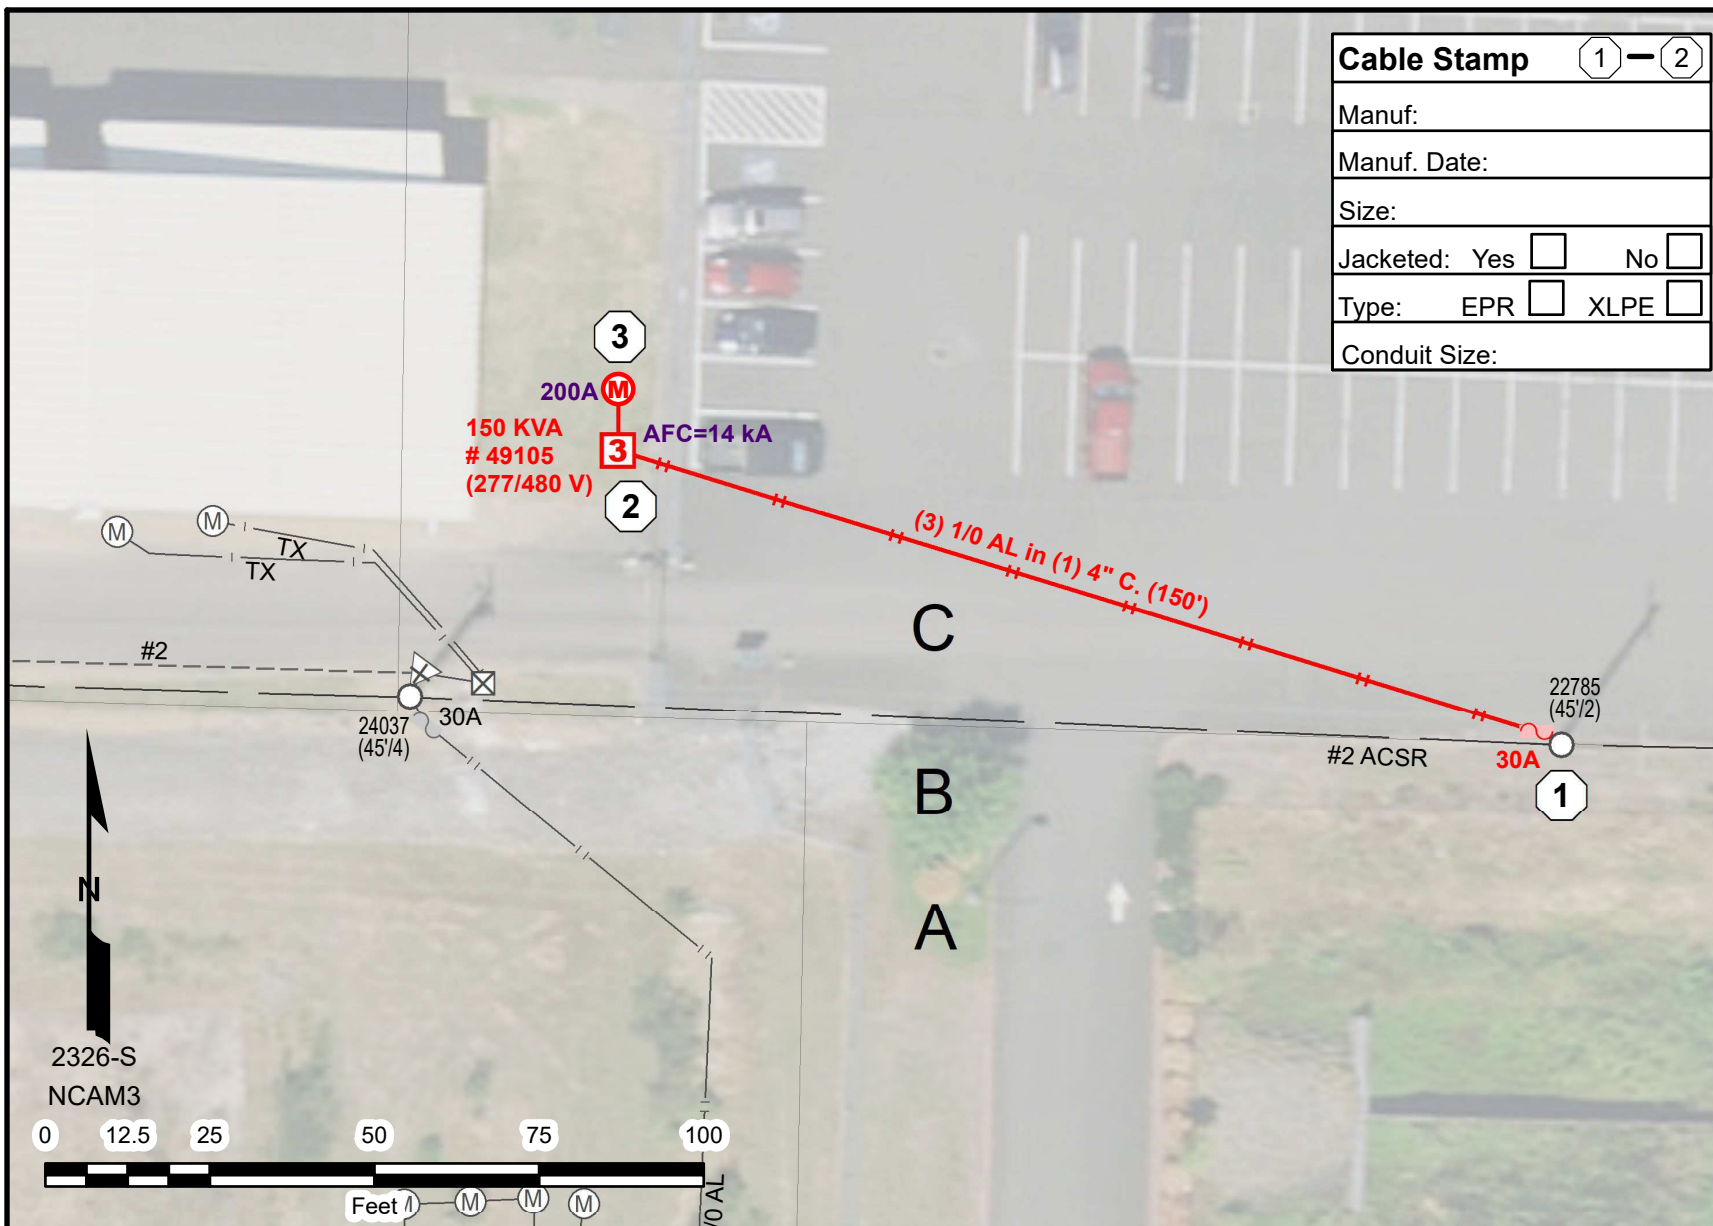 Cable Stamp 1 2
Manuf:
Manuf. Date:
Size:
Jacketed: Yes No
Type: EPR XLPE
Conduit Size:
3
200A M
150 KVA
# 49105
(277/480 V)
3
AFC=14 kA
2
(3) 1/0 AL in (1) 4" C. (150')
M
M
TX
TX
#2
C
24037
(45'/4)
30A
22785
(45'/2)
#2 ACSR
30A
1
B
A
N
2326-S
NCAM3
0 12.5 25 50 75 100
Feet
M
M
M
M
/0 AL